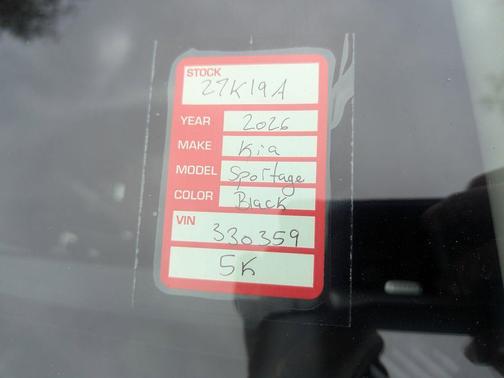 STOCK
27K19A
YEAR 2026
MAKE Kia
MODEL Sportage
COLOR Black
VIN
330359
5K